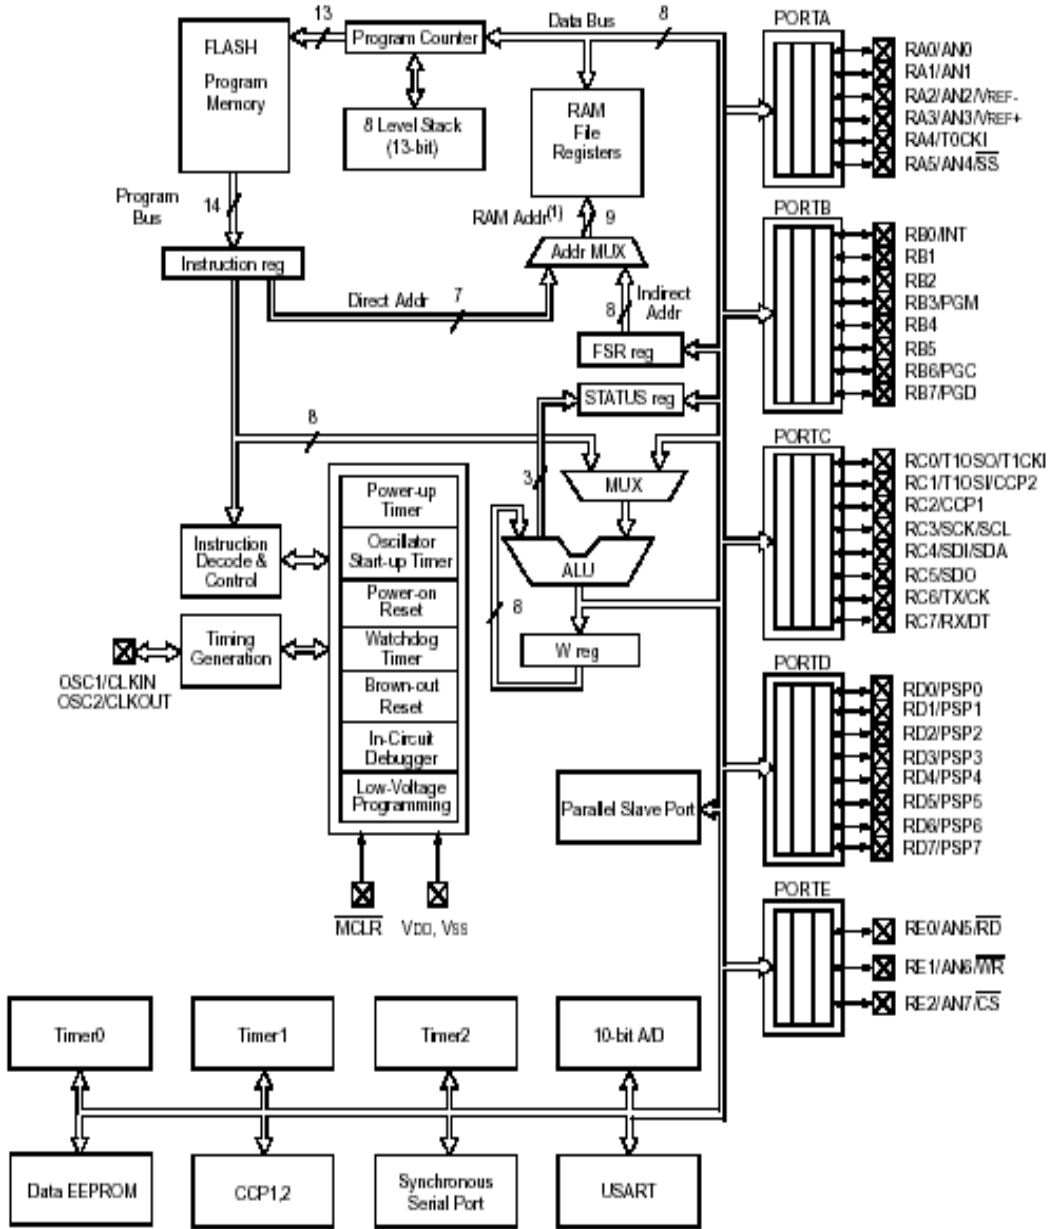 13
Data Bus
8
PORTA
FLASH
Program
Memory
Program Counter
8 Level Stack
(13-bit)
RAM
File
Registers
RA0/AN0
RA1/AN1
RA2/AN2/VREF-
RA3/AN3/VREF+
RA4/T0CKI
RA5/AN4/SS
Program
Bus
14
RAM Addr(1)
9
PORTB
Instruction reg
Addr MUX
Direct Addr
7
8
Indirect
Addr
FSR reg
STATUS reg
RB0/INT
RB1
RB2
RB3/PGM
RB4
RB5
RB6/PGC
RB7/PGD
8
3
MUX
ALU
8
W reg
PORTC
RC0/T1OSO/T1CKI
RC1/T1OSI/CCP2
RC2/CCP1
RC3/SCK/SCL
RC4/SDI/SDA
RC5/SDO
RC6/TX/CK
RC7/RX/DT
Instruction
Decode &
Control
Timing
Generation
OSC1/CLKIN
OSC2/CLKOUT
Power-up
Timer
Oscillator
Start-up Timer
Power-on
Reset
Watchdog
Timer
Brown-out
Reset
In-Circuit
Debugger
Low-Voltage
Programming
MCLR
VDD, VSS
Parallel Slave Port
PORTD
RD0/PSP0
RD1/PSP1
RD2/PSP2
RD3/PSP3
RD4/PSP4
RD5/PSP5
RD6/PSP6
RD7/PSP7
PORTE
RE0/AN5/RD
RE1/AN6/WR
RE2/AN7/CS
Timer0
Timer1
Timer2
10-bit A/D
Data EEPROM
CCP1,2
Synchronous
Serial Port
USART